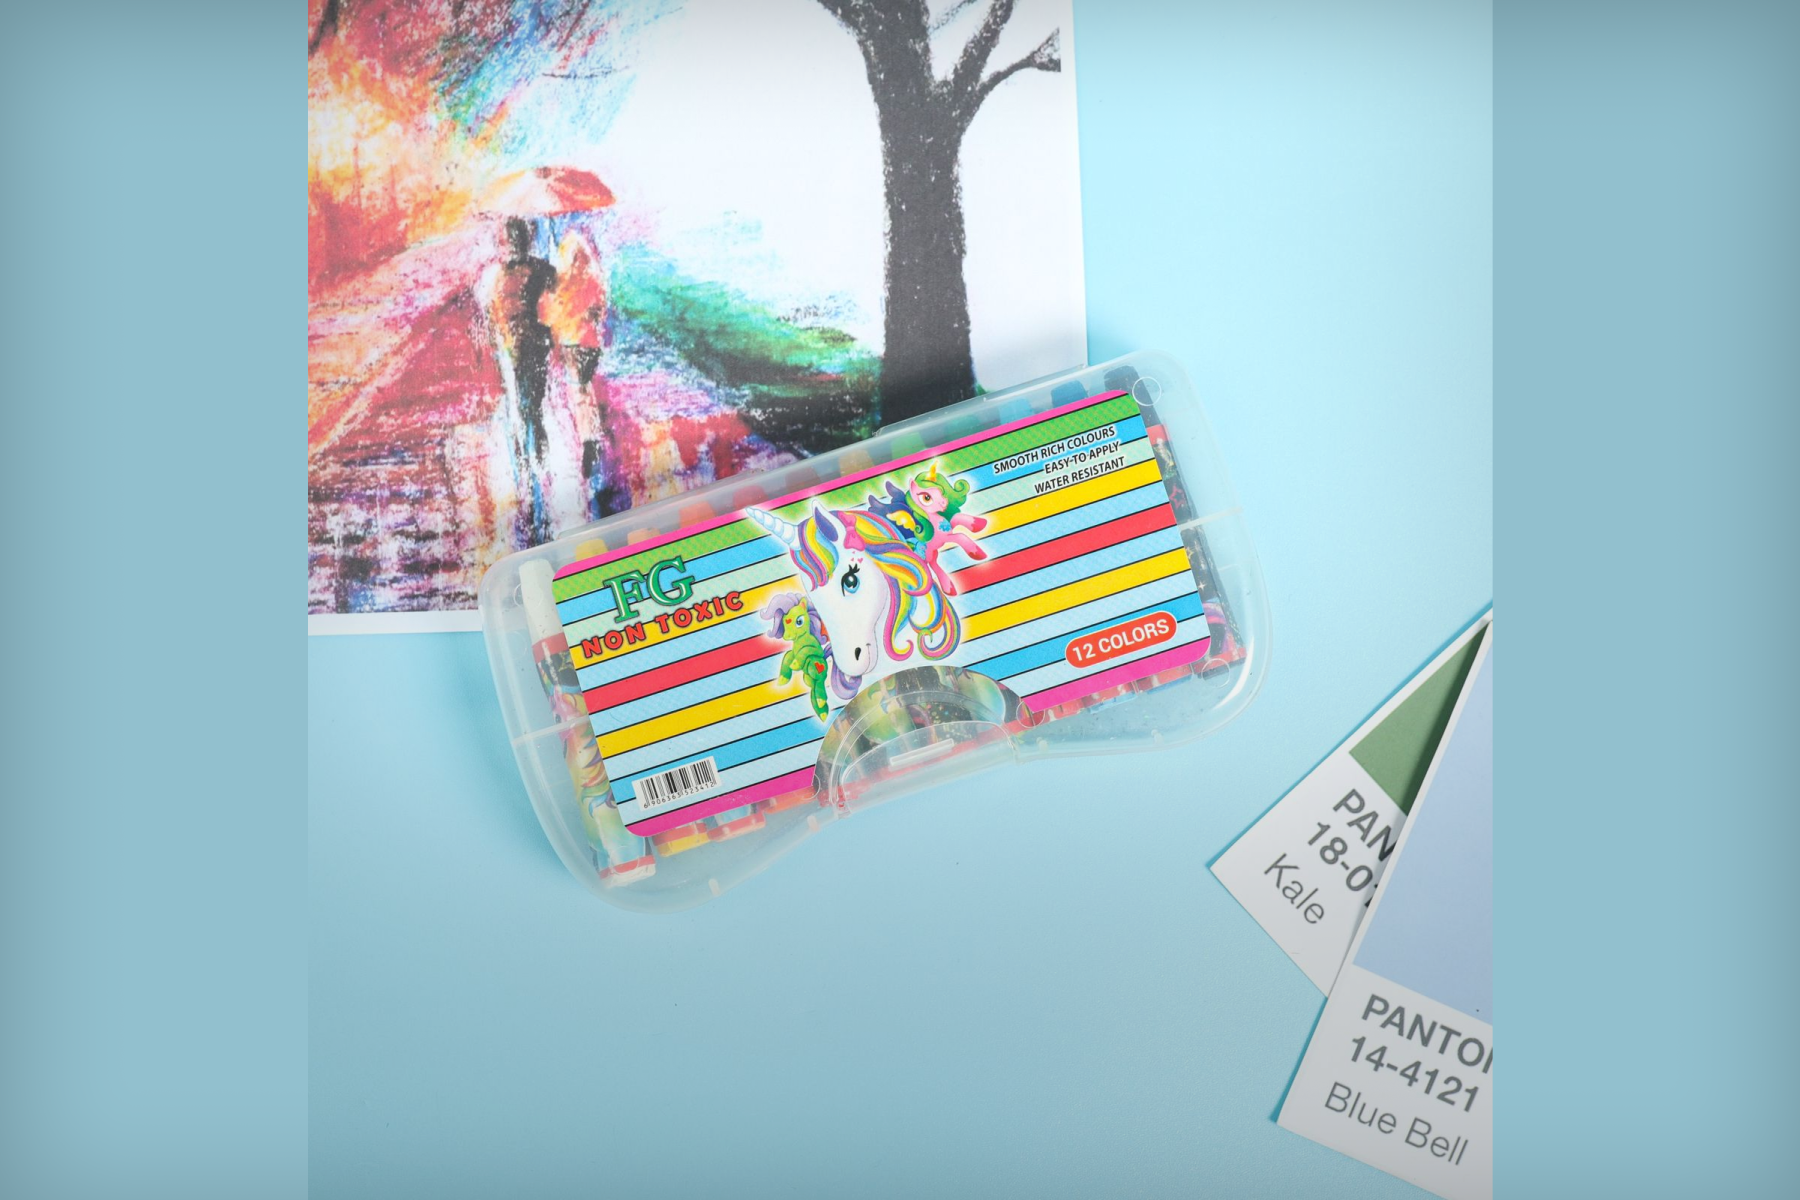 SMOOTH RICH COLOURS
EASY TO APPLY
WATER RESISTANT
FG
NON TOXIC
12 COLORS
6906363523412
PAN
18-0
Kale
PANTO
14-4121
Blue Bell